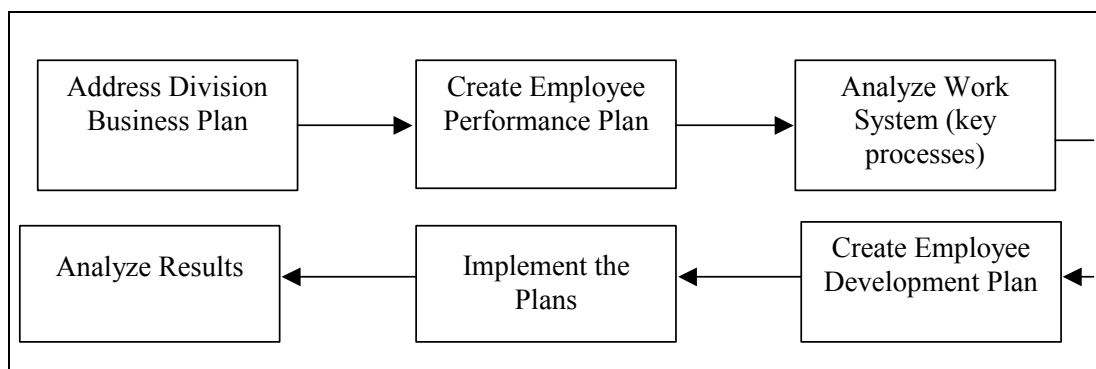 Address Division
Business Plan
Create Employee
Performance Plan
Analyze Work
System (key
processes)
Create Employee
Development Plan
Implement the
Plans
Analyze Results